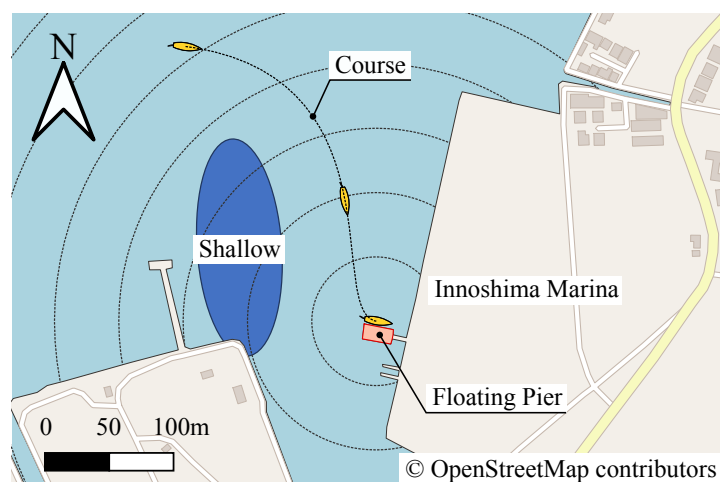 N
Course
Shallow
Innoshima Marina
Floating Pier
0 50 100m
© OpenStreetMap contributors